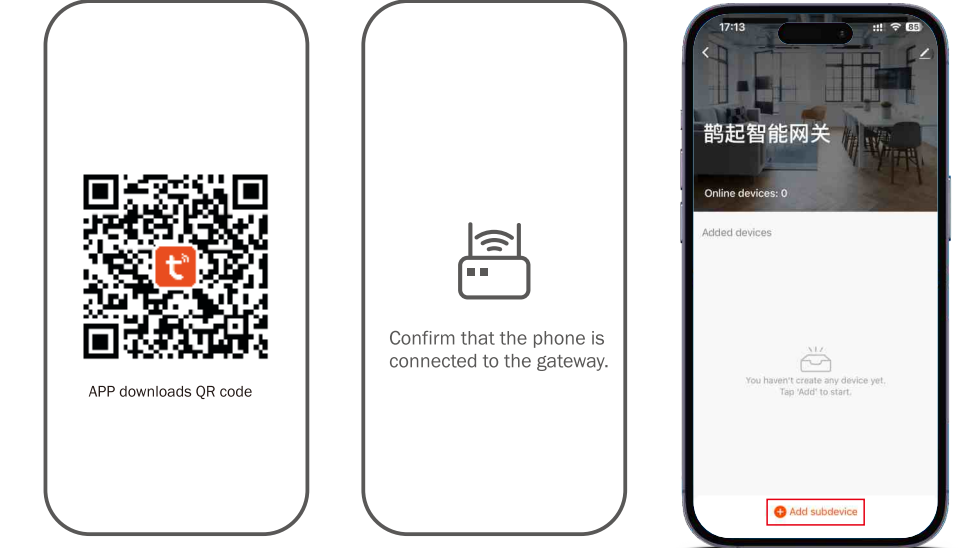 APP downloads QR code
Confirm that the phone is
connected to the gateway.
17:13
85
鹊起智能网关
Online devices: 0
Added devices
You haven't create any device yet.
Tap 'Add' to start.
Add subdevice